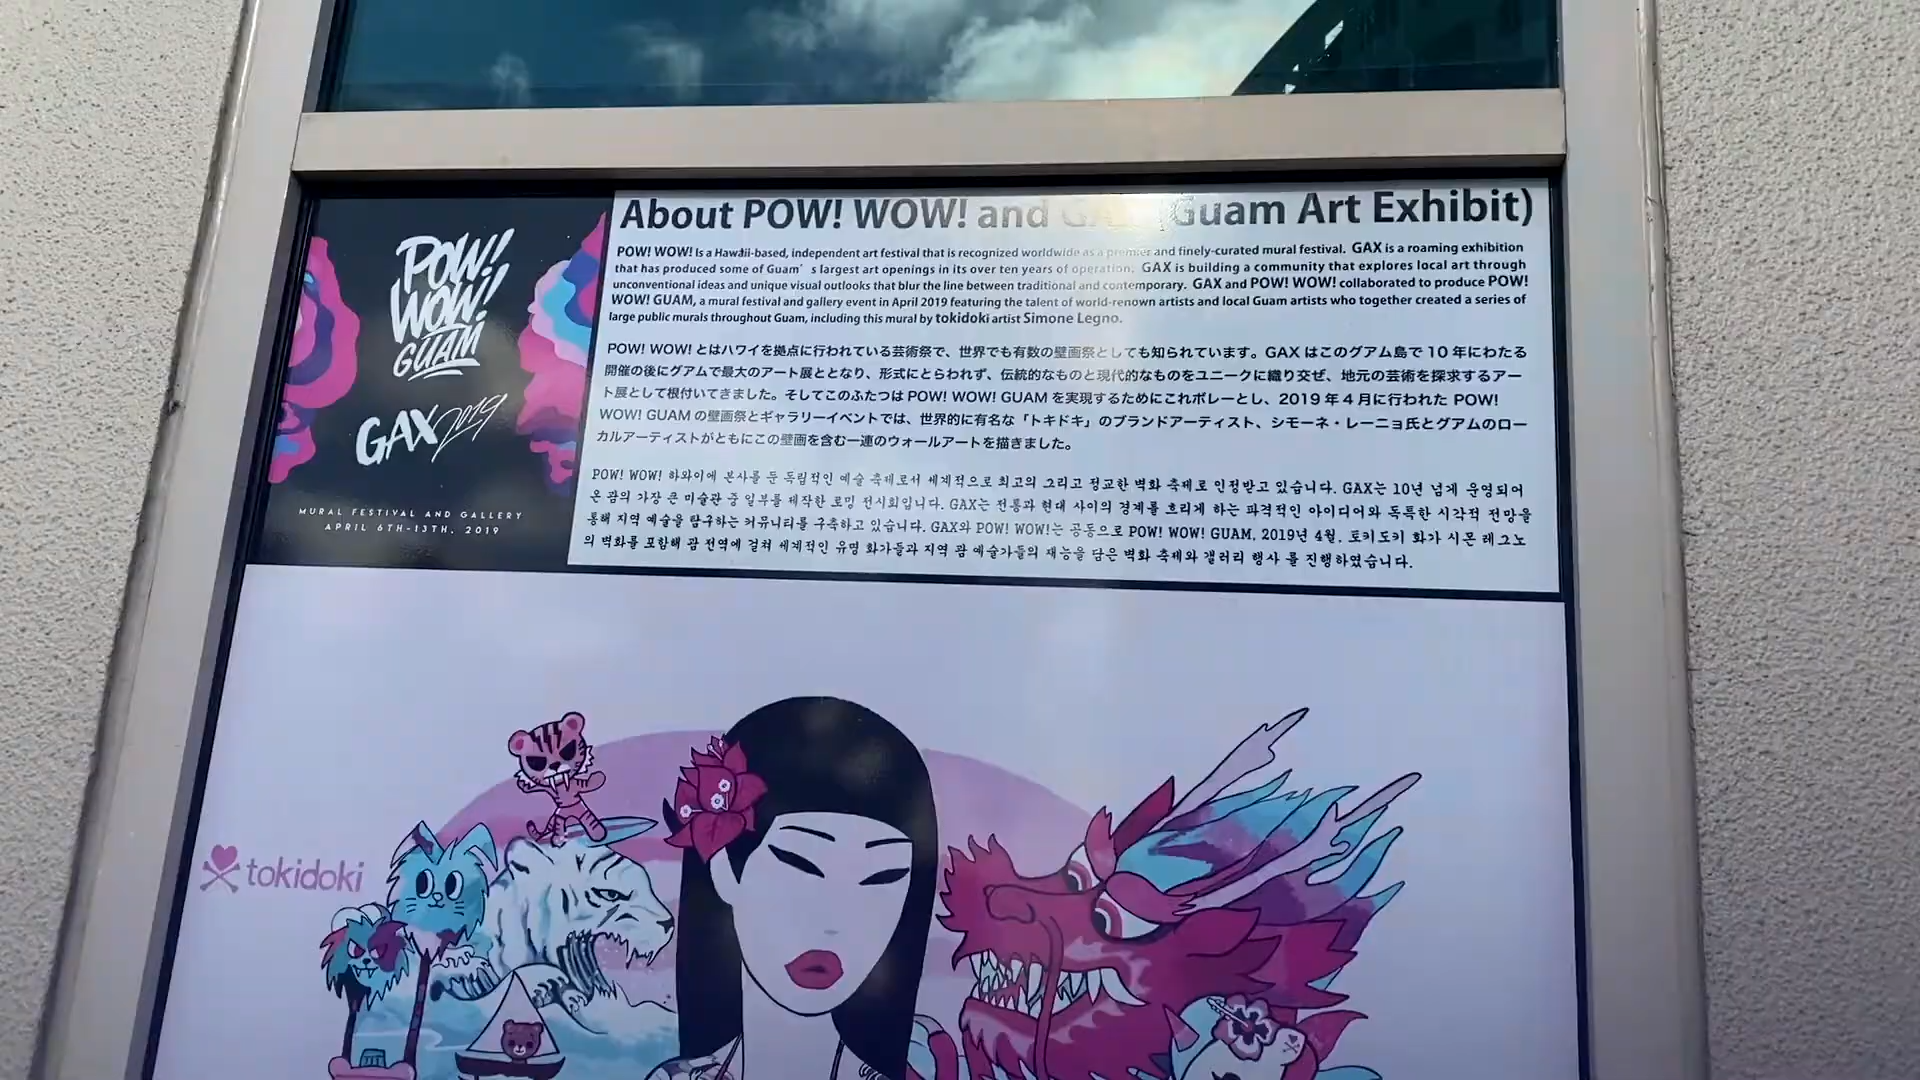 About POW! WOW! and GAX (Guam Art Exhibit)
POW! WOW! Is a Hawaii-based, independent art festival that is recognized worldwide as a premier and finely-curated mural festival. GAX is a roaming exhibition
that has produced some of Guam's largest art openings in its over ten years of operation. GAX is building a community that explores local art through
unconventional ideas and unique visual outlooks that blur the line between traditional and contemporary. GAX and POW! WOW! collaborated to produce POW!
WOW! GUAM, a mural festival and gallery event in April 2019 featuring the talent of world-renown artists and local Guam artists who together created a series of
large public murals throughout Guam, including this mural by tokidoki artist Simone Legno.
POW! WOW! とはハワイを拠点に行われている芸術祭で、世界でも有数の壁画祭としても知られています。GAX はこのグアム島で 10 年にわたる
開催の後にグアムで最大のアート展ととなり、形式にとらわれず、伝統的なものと現代的なものをユニークに織り交ぜ、地元の芸術を探求するアー
ト展として根付いてきました。そしてこのふたつは POW! WOW! GUAM を実現するためにこれボレーとし、2019 年 4 月に行われた POW!
WOW! GUAM の壁画祭とギャラリーイベントでは、世界的に有名な「トキドキ」のブランドアーティスト、シモーネ・レーニョ氏とグアムのロー
カルアーティストがともにこの壁画を含む一連のウォールアートを描きました。
POW! WOW! 하와이에 본사를 둔 독립적인 예술 축제로서 세계적으로 최고의 그리고 정교한 벽화 축제로 인정받고 있습니다. GAX는 10년 넘게 운영되어
온 괌의 가장 큰 미술관 중 일부를 제작한 로밍 전시회입니다. GAX는 전통과 현대 사이의 경계를 흐리게 하는 파격적인 아이디어와 독특한 시각적 전망을
통해 지역 예술을 탐구하는 커뮤니티를 구축하고 있습니다. GAX와 POW! WOW!는 공동으로 POW! WOW! GUAM, 2019년 4월, 토키도키 화가 시몬 레그노
의 벽화를 포함해 괌 전역에 걸쳐 세계적인 유명 화가들과 지역 괌 예술가들의 재능을 담은 벽화 축제와 갤러리 행사 를 진행하였습니다.
POW!
WOW!
GUAM
GAX 2019
MURAL FESTIVAL AND GALLERY
APRIL 6TH-13TH, 2019
tokidoki